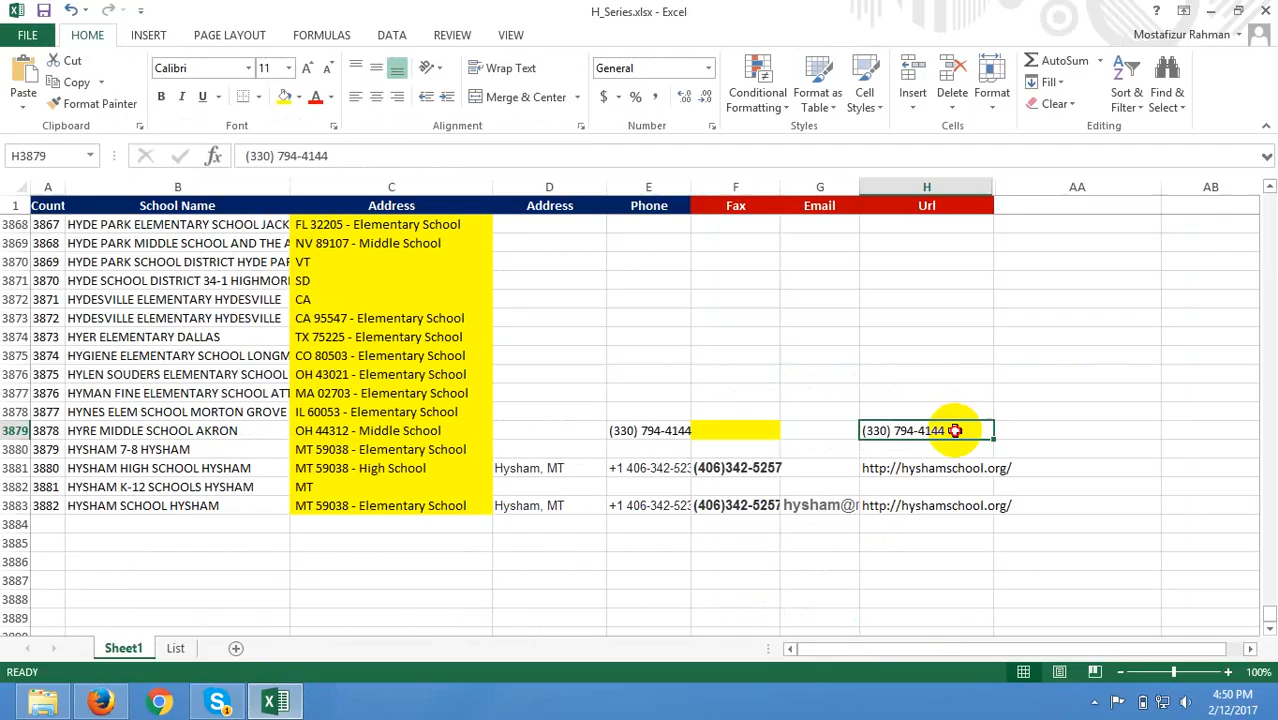 H_Series.xlsx - Excel
FILE HOME INSERT PAGE LAYOUT FORMULAS DATA REVIEW VIEW
Mostafizur Rahman
Paste Cut Copy Format Painter
Calibri 11
B I U
Wrap Text
Merge & Center
General
$ % ,
Conditional Formatting Format as Table Cell Styles
Insert Delete Format
AutoSum Fill Clear
Sort & Filter Find & Select
Clipboard Font Alignment Number Styles Cells Editing
H3879 fx (330) 794-4144
A B C D E F G H AA AB
1 Count School Name Address Address Phone Fax Email Url
3868 3867 HYDE PARK ELEMENTARY SCHOOL JACK FL 32205 - Elementary School
3869 3868 HYDE PARK MIDDLE SCHOOL AND THE A NV 89107 - Middle School
3870 3869 HYDE PARK SCHOOL DISTRICT HYDE PAR VT
3871 3870 HYDE SCHOOL DISTRICT 34-1 HIGHMOR SD
3872 3871 HYDESVILLE ELEMENTARY HYDESVILLE CA
3873 3872 HYDESVILLE ELEMENTARY HYDESVILLE CA 95547 - Elementary School
3874 3873 HYER ELEMENTARY DALLAS TX 75225 - Elementary School
3875 3874 HYGIENE ELEMENTARY SCHOOL LONGM CO 80503 - Elementary School
3876 3875 HYLEN SOUDERS ELEMENTARY SCHOOL OH 43021 - Elementary School
3877 3876 HYMAN FINE ELEMENTARY SCHOOL ATT MA 02703 - Elementary School
3878 3877 HYNES ELEM SCHOOL MORTON GROVE IL 60053 - Elementary School
3879 3878 HYRE MIDDLE SCHOOL AKRON OH 44312 - Middle School (330) 794-4144 (330) 794-4144
3880 3879 HYSHAM 7-8 HYSHAM MT 59038 - Elementary School
3881 3880 HYSHAM HIGH SCHOOL HYSHAM MT 59038 - High School Hysham, MT +1 406-342-523 (406)342-5257 http://hyshamschool.org/
3882 3881 HYSHAM K-12 SCHOOLS HYSHAM MT
3883 3882 HYSHAM SCHOOL HYSHAM MT 59038 - Elementary School Hysham, MT +1 406-342-523 (406)342-5257 hysham@ http://hyshamschool.org/
3884
3885
3886
3887
3888
3889
Sheet1 List
READY 100%
4:50 PM
2/12/2017